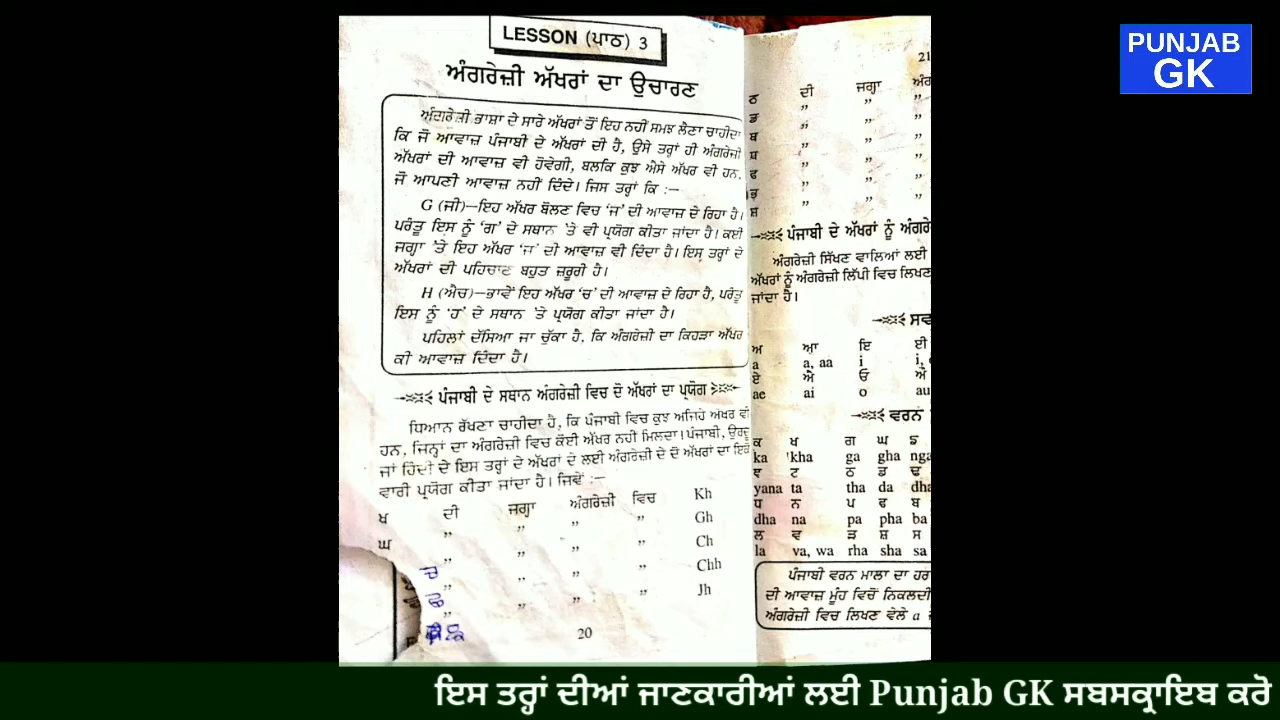 LESSON (ਪਾਠ) 3
ਅੰਗਰੇਜ਼ੀ ਅੱਖਰਾਂ ਦਾ ਉਚਾਰਣ
ਅੰਗਰੇਜ਼ੀ ਭਾਸ਼ਾ ਦੇ ਸਾਰੇ ਅੱਖਰਾਂ ਤੋਂ ਇਹ ਨਹੀਂ ਸਮਝ ਲੈਣਾ ਚਾਹੀਦਾ
ਕਿ ਜੋ ਆਵਾਜ਼ ਪੰਜਾਬੀ ਦੇ ਅੱਖਰਾਂ ਦੀ ਹੈ, ਉਸੇ ਤਰ੍ਹਾਂ ਹੀ ਅੰਗਰੇਜ਼ੀ
ਅੱਖਰਾਂ ਦੀ ਆਵਾਜ਼ ਵੀ ਹੋਵੇਗੀ, ਬਲਕਿ ਕੁਝ ਐਸੇ ਅੱਖਰ ਵੀ ਹਨ,
ਜੋ ਆਪਣੀ ਆਵਾਜ਼ ਨਹੀਂ ਦਿੰਦੇ। ਜਿਸ ਤਰ੍ਹਾਂ ਕਿ :—
G (ਜੀ)—ਇਹ ਅੱਖਰ ਬੋਲਣ ਵਿਚ ‘ਜ’ ਦੀ ਆਵਾਜ਼ ਦੇ ਰਿਹਾ ਹੈ।
ਪਰੰਤੂ ਇਸ ਨੂੰ ‘ਗ’ ਦੇ ਸਥਾਨ ’ਤੇ ਵੀ ਪ੍ਰਯੋਗ ਕੀਤਾ ਜਾਂਦਾ ਹੈ। ਕਈ
ਜਗ੍ਹਾ ’ਤੇ ਇਹ ਅੱਖਰ ‘ਜ’ ਦੀ ਆਵਾਜ਼ ਵੀ ਦਿੰਦਾ ਹੈ। ਇਸ ਤਰ੍ਹਾਂ ਦੇ
ਅੱਖਰਾਂ ਦੀ ਪਹਿਚਾਣ ਬਹੁਤ ਜ਼ਰੂਰੀ ਹੈ।
H (ਐਚ)—ਭਾਵੇਂ ਇਹ ਅੱਖਰ ‘ਚ’ ਦੀ ਆਵਾਜ਼ ਦੇ ਰਿਹਾ ਹੈ, ਪਰੰਤੂ
ਇਸ ਨੂੰ ‘ਹ’ ਦੇ ਸਥਾਨ ’ਤੇ ਪ੍ਰਯੋਗ ਕੀਤਾ ਜਾਂਦਾ ਹੈ।
ਪਹਿਲਾਂ ਦੱਸਿਆ ਜਾ ਚੁੱਕਾ ਹੈ, ਕਿ ਅੰਗਰੇਜ਼ੀ ਦਾ ਕਿਹੜਾ ਅੱਖਰ
ਕੀ ਆਵਾਜ਼ ਦਿੰਦਾ ਹੈ।
ਪੰਜਾਬੀ ਦੇ ਸਥਾਨ ਅੰਗਰੇਜ਼ੀ ਵਿਚ ਦੋ ਅੱਖਰਾਂ ਦਾ ਪ੍ਰਯੋਗ
ਧਿਆਨ ਰੱਖਣਾ ਚਾਹੀਦਾ ਹੈ, ਕਿ ਪੰਜਾਬੀ ਵਿਚ ਕੁਝ ਅਜਿਹੇ ਅੱਖਰ ਵੀ
ਹਨ, ਜਿਨ੍ਹਾਂ ਦਾ ਅੰਗਰੇਜ਼ੀ ਵਿਚ ਕੋਈ ਅੱਖਰ ਨਹੀਂ ਮਿਲਦਾ। ਪੰਜਾਬੀ, ਉਰਦੂ
ਜਾਂ ਹਿੰਦੀ ਦੇ ਇਸ ਤਰ੍ਹਾਂ ਦੇ ਅੱਖਰਾਂ ਦੇ ਲਈ ਅੰਗਰੇਜ਼ੀ ਦੇ ਦੋ ਅੱਖਰਾਂ ਦਾ ਇਕੋ
ਵਾਰੀ ਪ੍ਰਯੋਗ ਕੀਤਾ ਜਾਂਦਾ ਹੈ। ਜਿਵੇਂ :—
ਖ ਦੀ ਜਗ੍ਹਾ ਅੰਗਰੇਜ਼ੀ ਵਿਚ Kh
ਘ ” ” ” ” Gh
ਚ ” ” ” ” Ch
ਛ ” ” ” ” Chh
” ” ” ” Jh
20
21
ਠ ਦੀ ਜਗ੍ਹਾ
ਡ ” ”
ਥ ” ”
ਧ ” ”
ਫ ” ”
ਭ ” ”
ਸ਼ ” ”
ਪੰਜਾਬੀ ਦੇ ਅੱਖਰਾਂ ਨੂੰ
ਅੰਗਰੇਜ਼ੀ ਸਿੱਖਣ ਵਾਲਿਆਂ ਲਈ
ਅੱਖਰਾਂ ਨੂੰ ਅੰਗਰੇਜ਼ੀ ਲਿੱਪੀ ਵਿਚ ਲਿਖਣ
ਜਾਂਦਾ ਹੈ।
ਅ ਆ ਇ ਈ
a a, aa i i,
ਏ ਐ ਓ ਔ
ae ai o au
ਵਰਨ
ਕ ਖ ਗ ਘ ਙ
ka kha ga gha nga
ਞ ਟ ਠ ਡ ਢ
yana ta tha da dha
ਧ ਨ ਪ ਫ ਬ
dha na pa pha ba
ਲ ਵ ੜ ਸ਼ ਸ
la va, wa rha sha sa
ਪੰਜਾਬੀ ਵਰਨ ਮਾਲਾ ਦਾ ਹਰ
ਦੀ ਆਵਾਜ਼ ਮੂੰਹ ਵਿਚੋਂ ਨਿਕਲਦੀ
ਅੰਗਰੇਜ਼ੀ ਵਿਚ ਲਿਖਣ ਵੇਲੇ a
PUNJAB
GK
ਇਸ ਤਰ੍ਹਾਂ ਦੀਆਂ ਜਾਣਕਾਰੀਆਂ ਲਈ Punjab GK ਸਬਸਕ੍ਰਾਇਬ ਕਰੋ